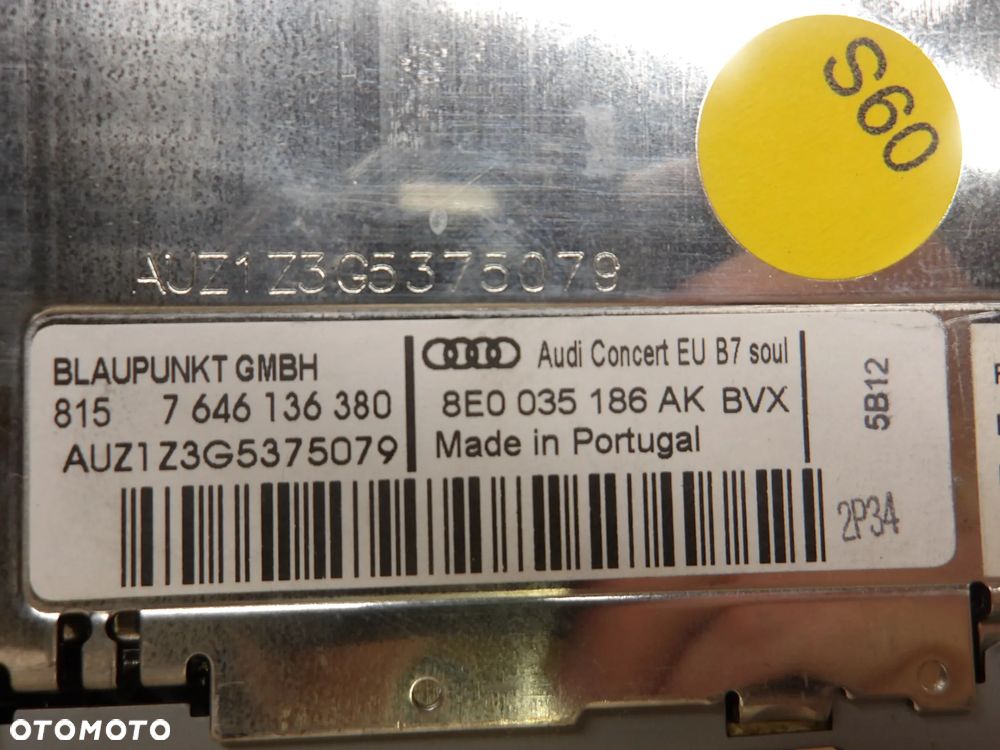 S60
AUZ1Z3G5375079
BLAUPUNKT GMBH
815 7 646 136 380
AUZ1Z3G5375079
Audi Concert EU B7 soul
8E0 035 186 AK BVX
Made in Portugal
5B12
2P34
OTOMOTO